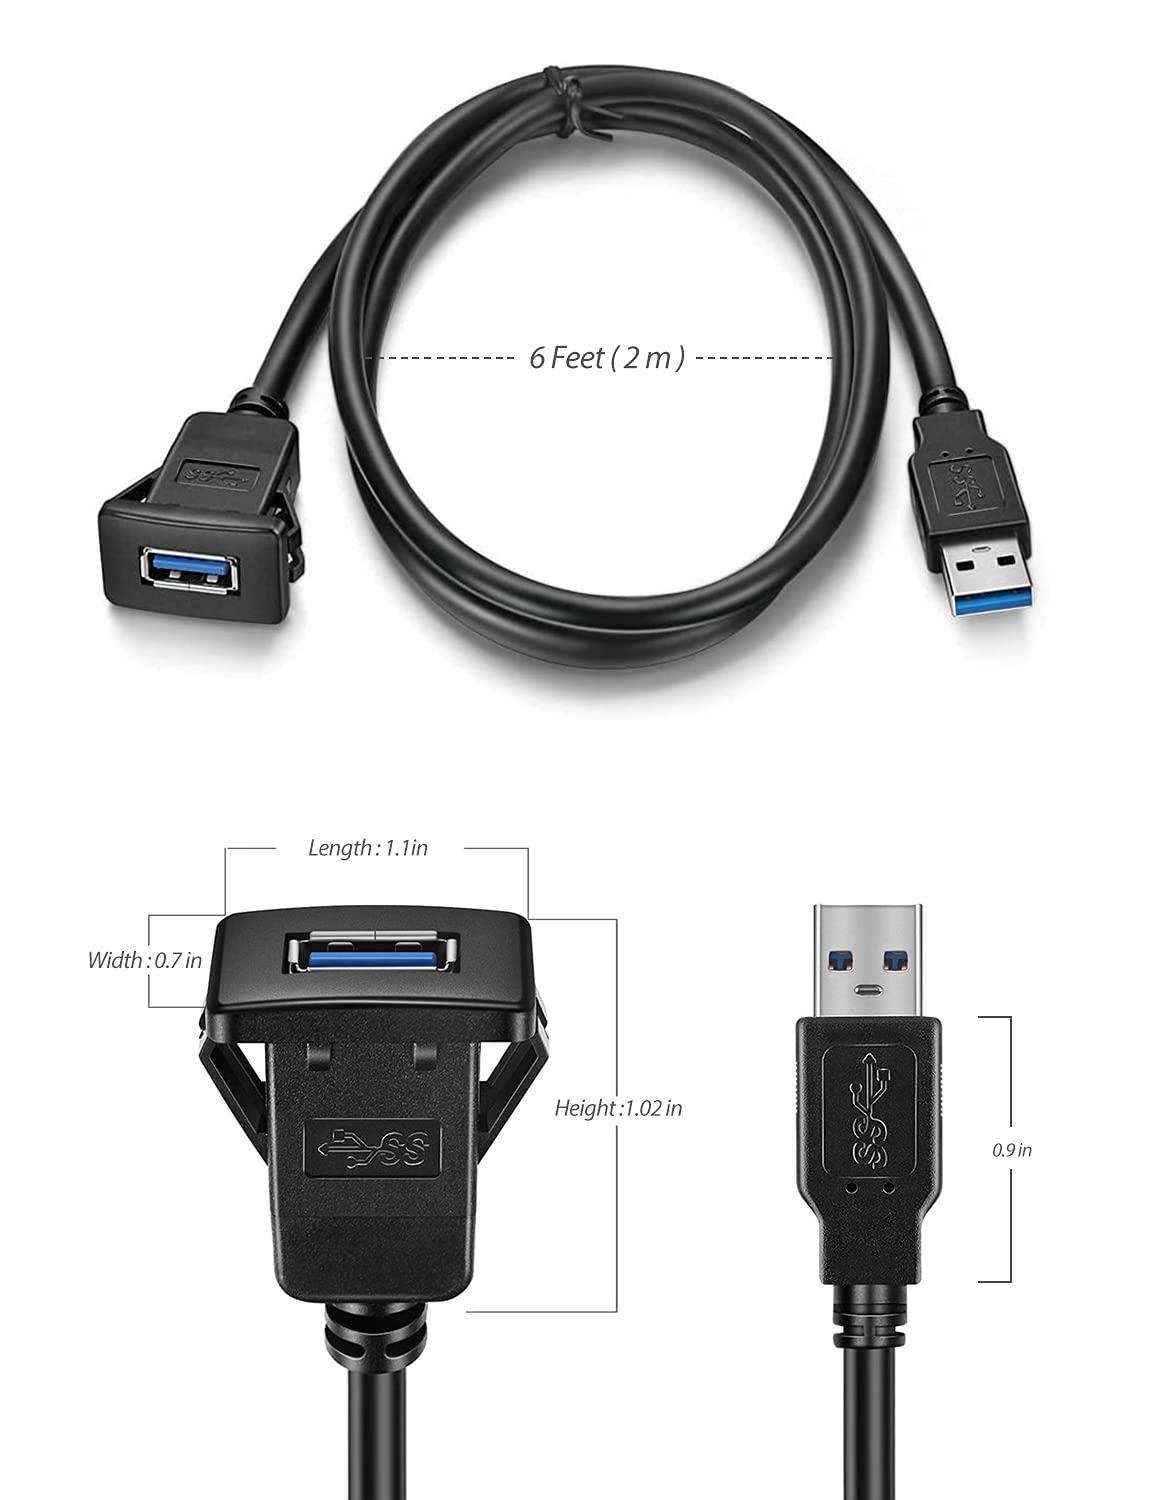 6 Feet ( 2 m )
Length : 1.1in
Width : 0.7 in
Height :1.02 in
0.9 in